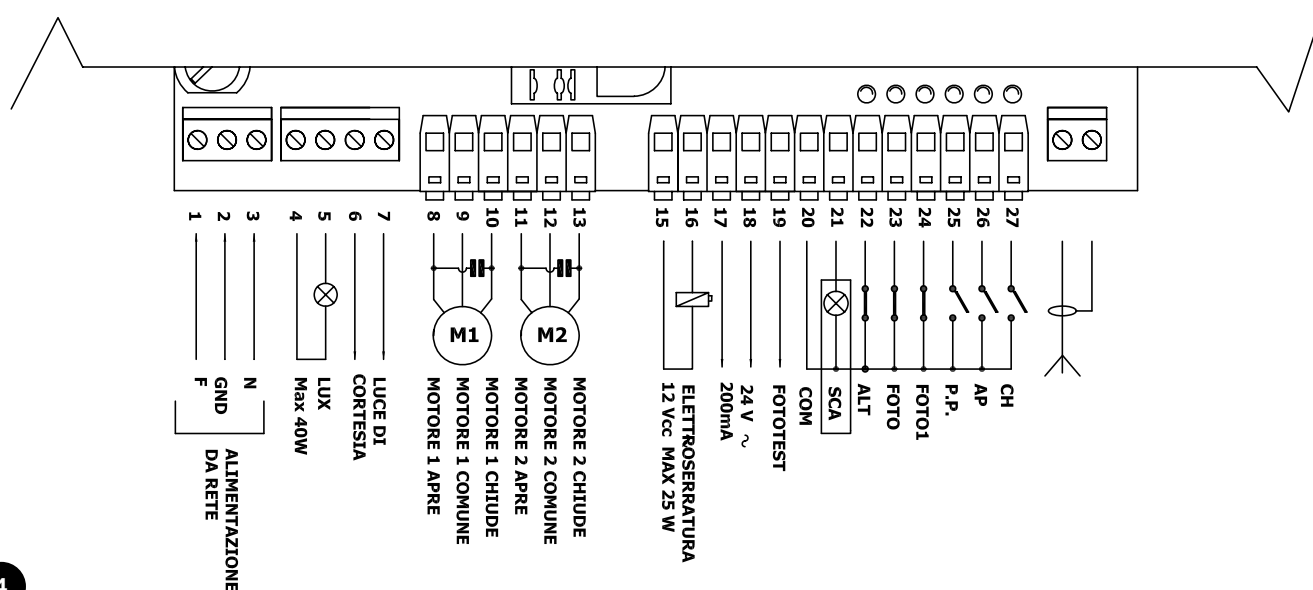 1
2
3
4
5
6
7
8
9
10
11
12
13
15
16
17
18
19
20
21
22
23
24
25
26
27
M1
M2
F
GND
N
ALIMENTAZIONE
DA RETE
LUX
Max 40W
LUCE DI
CORTESIA
MOTORE 1 APRE
MOTORE 1 COMUNE
MOTORE 1 CHIUDE
MOTORE 2 APRE
MOTORE 2 COMUNE
MOTORE 2 CHIUDE
ELETTROSERRATURA
12 Vcc MAX 25 W
24 V ~
200mA
FOTOTEST
COM
SCA
ALT
FOTO
FOTO1
P.P.
AP
CH